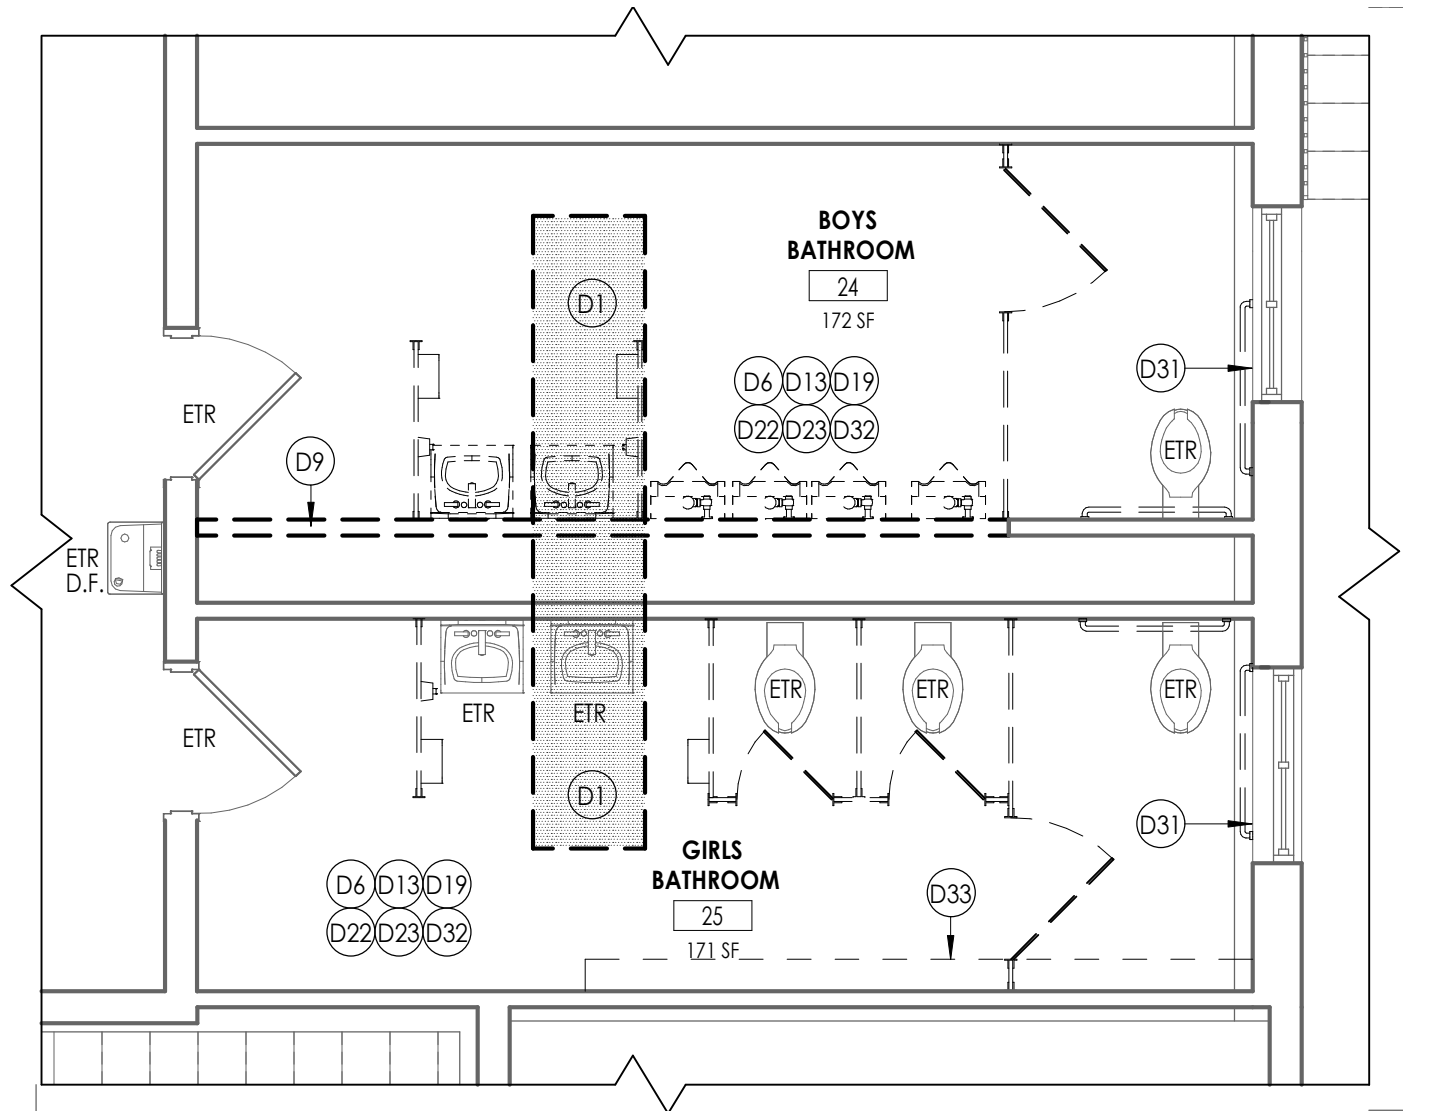 BOYS
BATHROOM
24
172 SF
D1
D31
D6 D13 D19
D22 D23 D32
ETR
ETR
D9
ETR
D.F.
ETR
ETR
ETR
ETR
ETR
ETR
D1
D31
GIRLS
BATHROOM
25
171 SF
D6 D13 D19
D22 D23 D32
D33